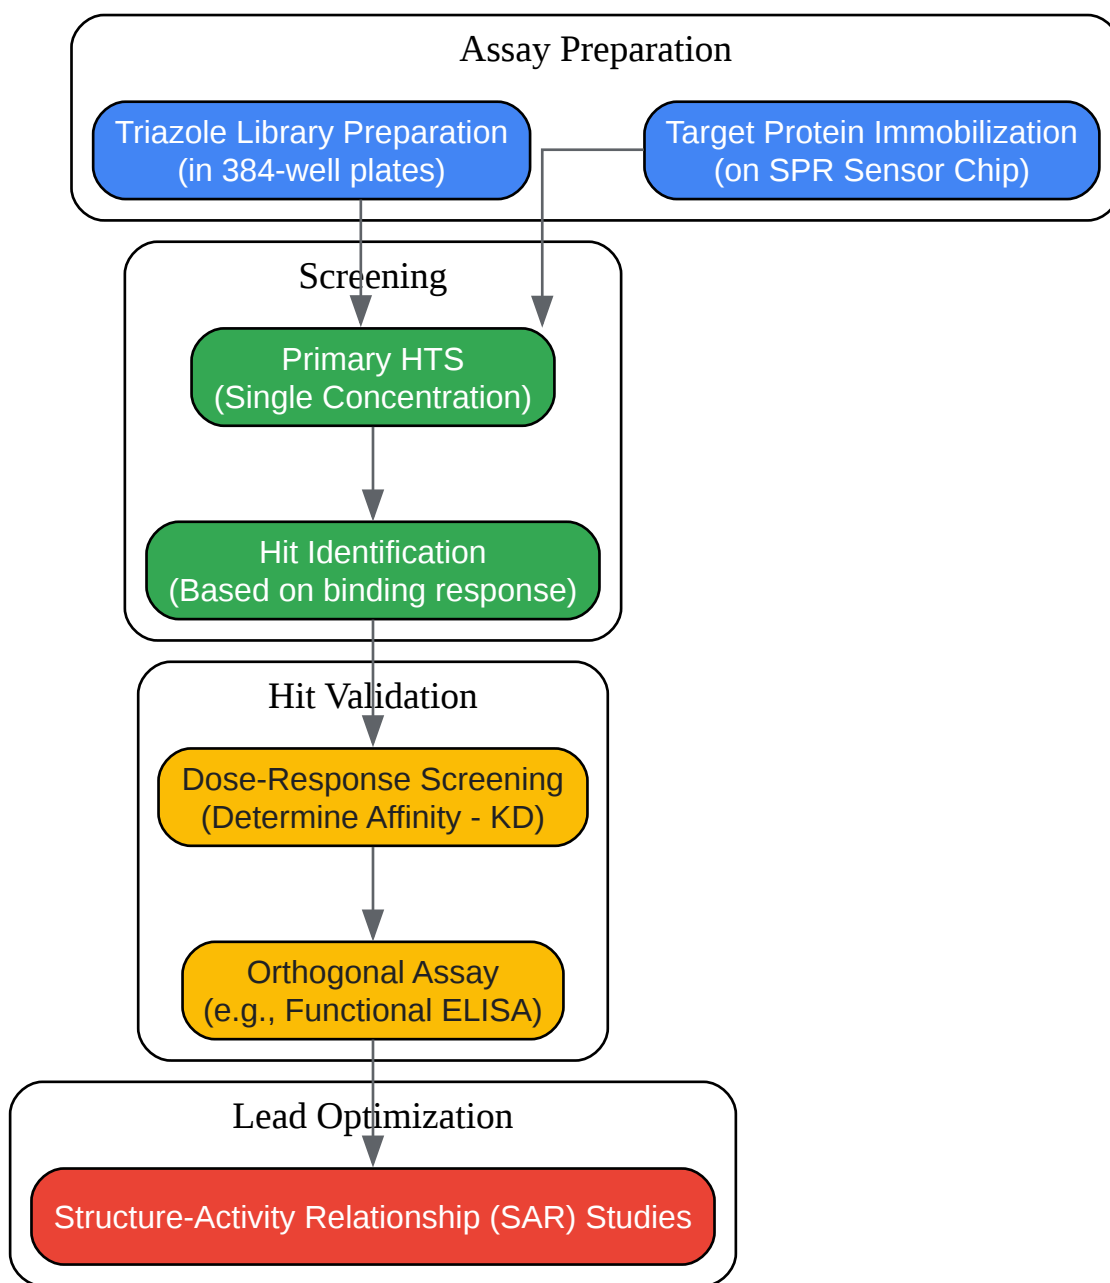 Assay Preparation
Triazole Library Preparation
(in 384-well plates)
Target Protein Immobilization
(on SPR Sensor Chip)
Screening
Primary HTS
(Single Concentration)
Hit Identification
(Based on binding response)
Hit Validation
Dose-Response Screening
(Determine Affinity - KD)
Orthogonal Assay
(e.g., Functional ELISA)
Lead Optimization
Structure-Activity Relationship (SAR) Studies